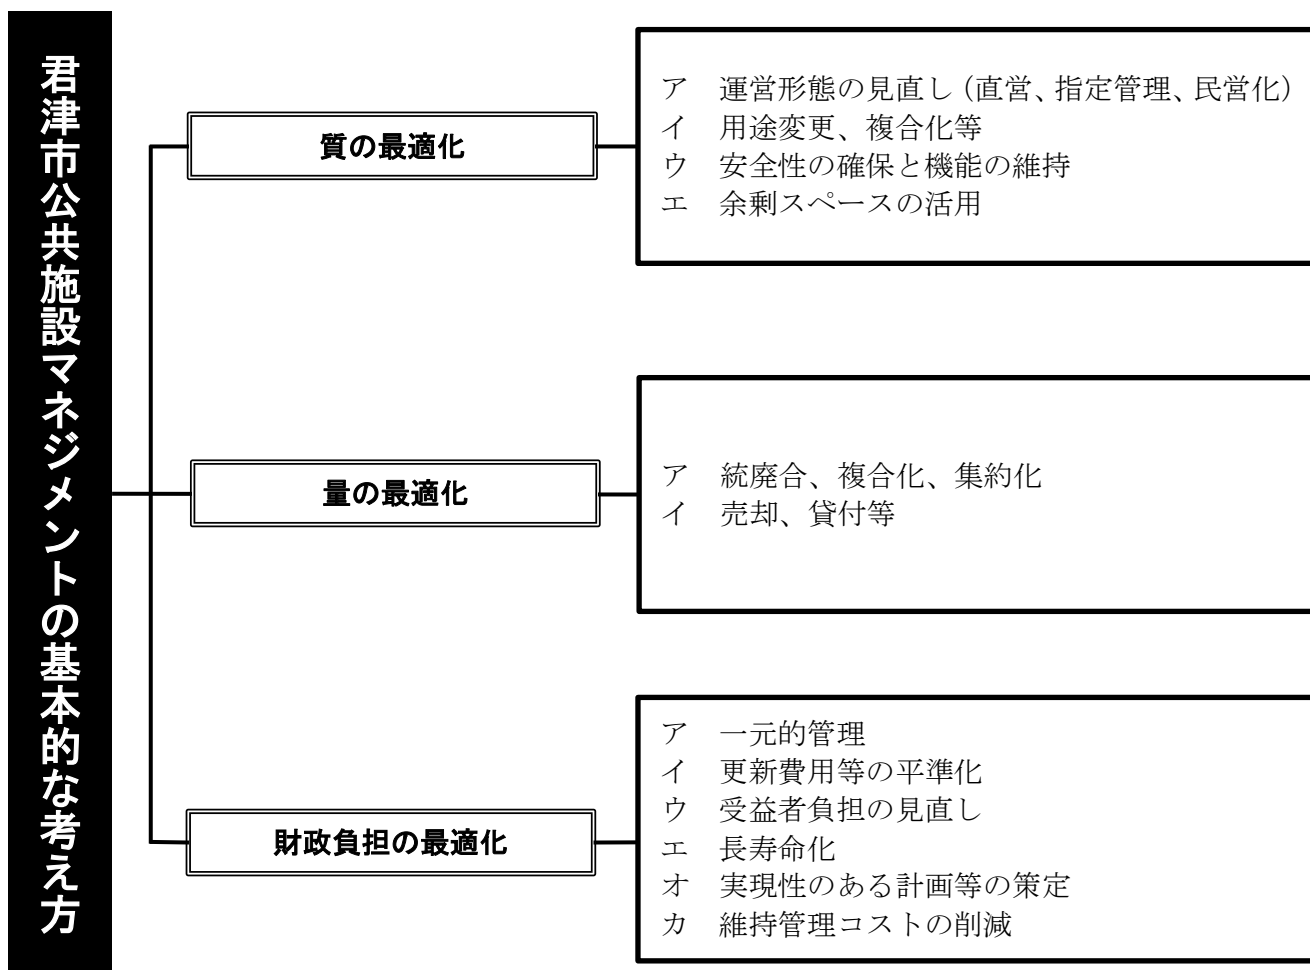 君津市公共施設マネジメントの基本的な考え方
質の最適化
ア　運営形態の見直し（直営、指定管理、民営化）
イ　用途変更、複合化等
ウ　安全性の確保と機能の維持
エ　余剰スペースの活用
量の最適化
ア　統廃合、複合化、集約化
イ　売却、貸付等
財政負担の最適化
ア　一元的管理
イ　更新費用等の平準化
ウ　受益者負担の見直し
エ　長寿命化
オ　実現性のある計画等の策定
カ　維持管理コストの削減